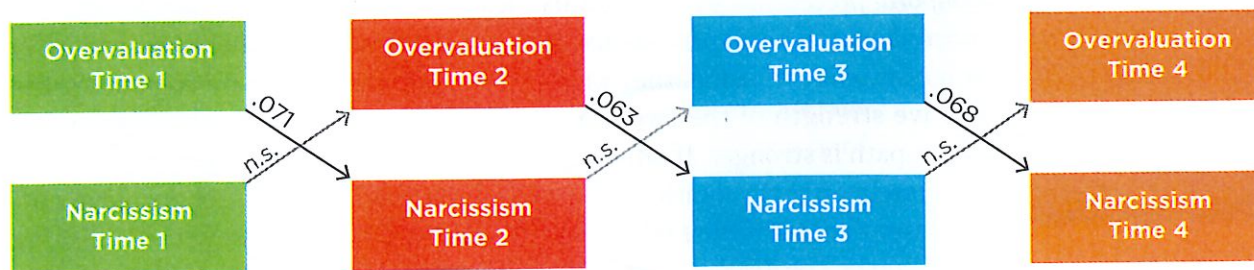 Overvaluation
Time 1
Overvaluation
Time 2
Overvaluation
Time 3
Overvaluation
Time 4
.071
n.s.
.063
n.s.
.068
n.s.
Narcissism
Time 1
Narcissism
Time 2
Narcissism
Time 3
Narcissism
Time 4